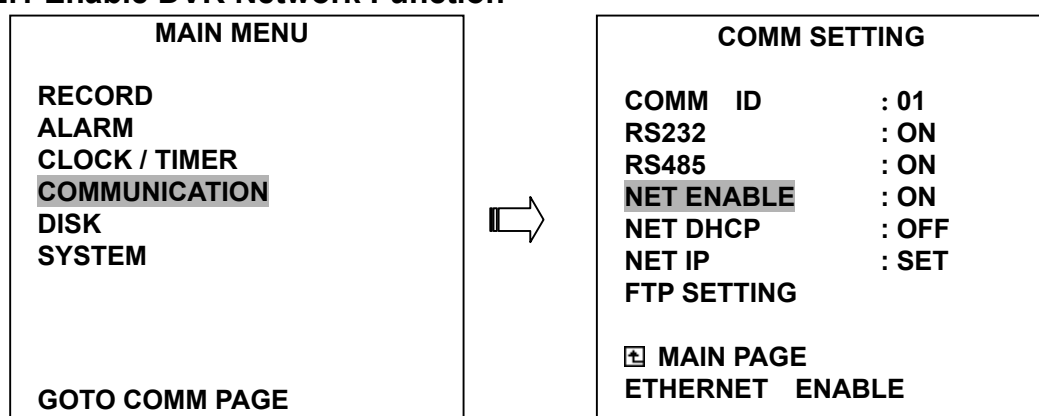 Enable DVR Network Function
MAIN MENU
RECORD
ALARM
CLOCK / TIMER
COMMUNICATION
DISK
SYSTEM
GOTO COMM PAGE
COMM SETTING
COMM ID : 01
RS232 : ON
RS485 : ON
NET ENABLE : ON
NET DHCP : OFF
NET IP : SET
FTP SETTING
MAIN PAGE
ETHERNET ENABLE